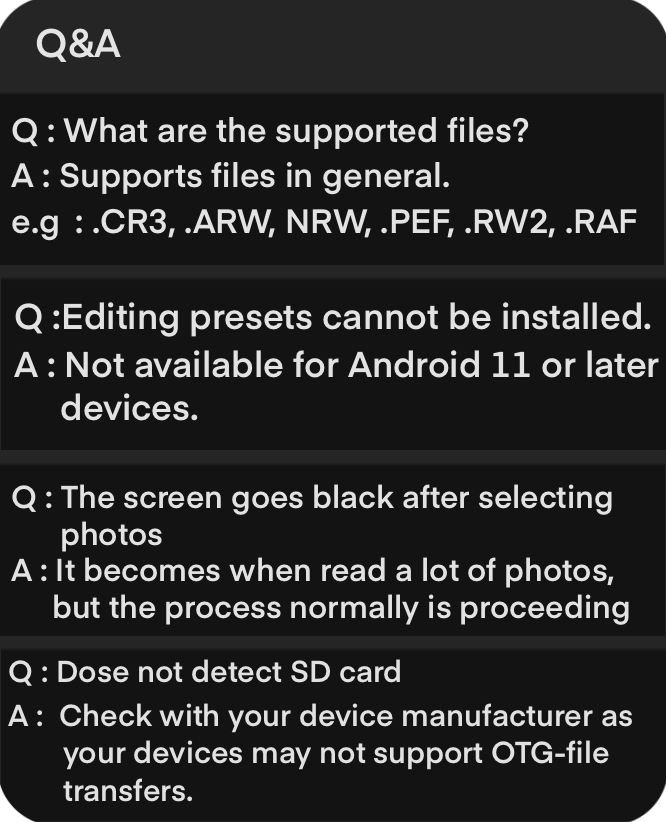 Q&A
Q : What are the supported files?
A : Supports files in general.
e.g : .CR3, .ARW, NRW, .PEF, .RW2, .RAF
Q :Editing presets cannot be installed.
A : Not available for Android 11 or later
devices.
Q : The screen goes black after selecting
photos
A : It becomes when read a lot of photos,
but the process normally is proceeding
Q : Dose not detect SD card
A : Check with your device manufacturer as
your devices may not support OTG-file
transfers.